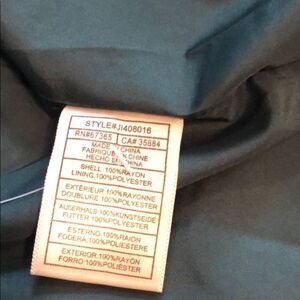 STYLE#JI408016
RN#67365 CA# 35884
MADE IN CHINA
FABRIQUÉ EN CHINE
HECHO EN CHINA
SHELL:100%RAYON
LINING:100%POLYESTER
EXTÉRIEUR:100%RAYONNE
DOUBLURE:100%POLYESTER
AUSSERHALB:100%KUNSTSEIDE
FUTTER:100%POLYESTER
ESTERNO:100%RAION
FODERA:100%POLIESTERE
EXTERIOR:100%RAYON
FORRO:100%POLIÉSTER